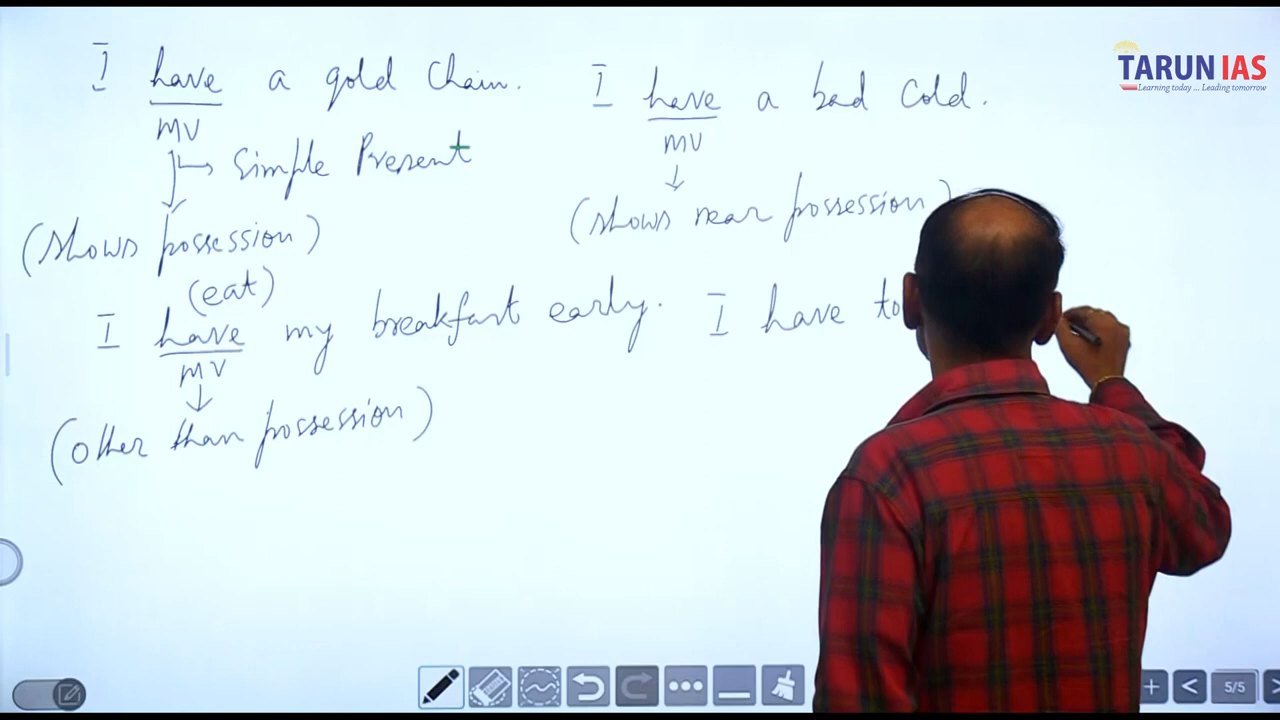 TARUN IAS
Learning today ... Leading tomorrow
I have a gold chain. I have a bad cold.
MV MV
Simple Present
(shows possession) (shows near possession)
(eat)
I have my breakfast early. I have to
MV
(other than possession)
5/5